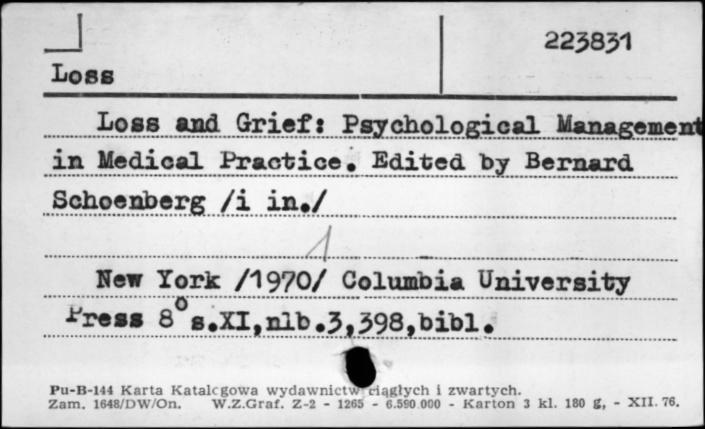 223831
Loss
Loss and Grief: Psychological Management
in Medical Practice. Edited by Bernard
Schoenberg /i in./
1
New York /1970/ Columbia University
Press 8° s.XI,nlb.3,398,bibl.
Pu-B-144 Karta Katalogowa wydawnictw ciągłych i zwartych.
Zam. 1648/DW/On. W.Z.Graf. Z-2 - 1265 - 6.590.000 - Karton 3 kl. 180 g, - XII. 76.